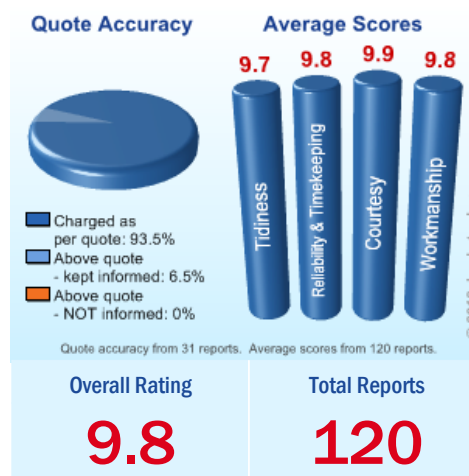 Quote Accuracy
Average Scores
9.7
9.8
9.9
9.8
Tidiness
Reliability & Timekeeping
Courtesy
Workmanship
Charged as
per quote: 93.5%
Above quote
- kept informed: 6.5%
Above quote
- NOT informed: 0%
Quote accuracy from 31 reports. Average scores from 120 reports.
Overall Rating
Total Reports
9.8
120